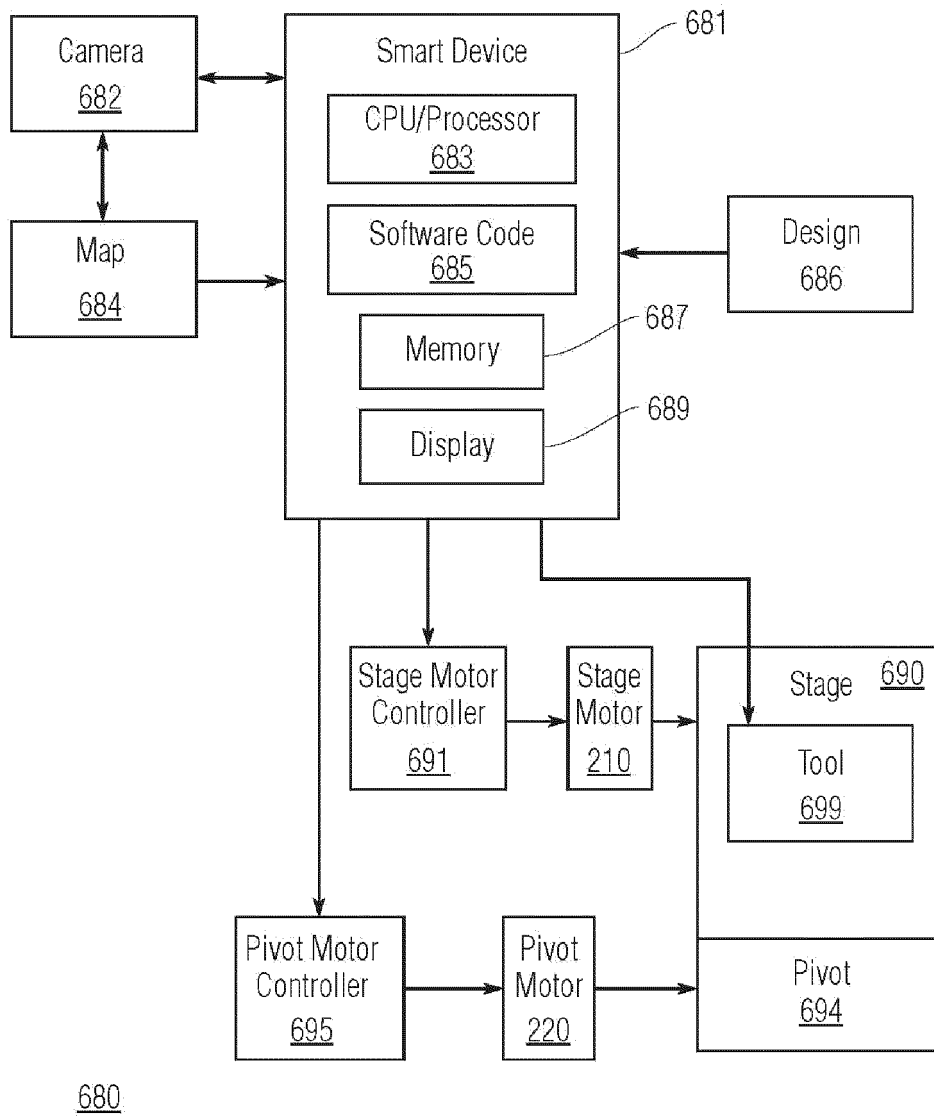 681
Camera
682
Smart Device
CPU/Processor
683
Software Code
685
Map
684
Design
686
687
Memory
689
Display
Stage Motor
Controller
691
Stage
Motor
210
Stage
690
Tool
699
Pivot Motor
Controller
695
Pivot
Motor
220
Pivot
694
680